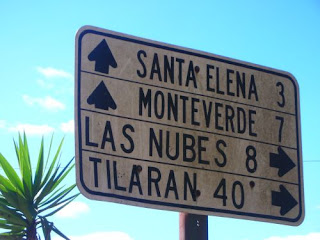 SANTA ELENA 3
MONTEVERDE 7
LAS NUBES 8
TILARAN 40